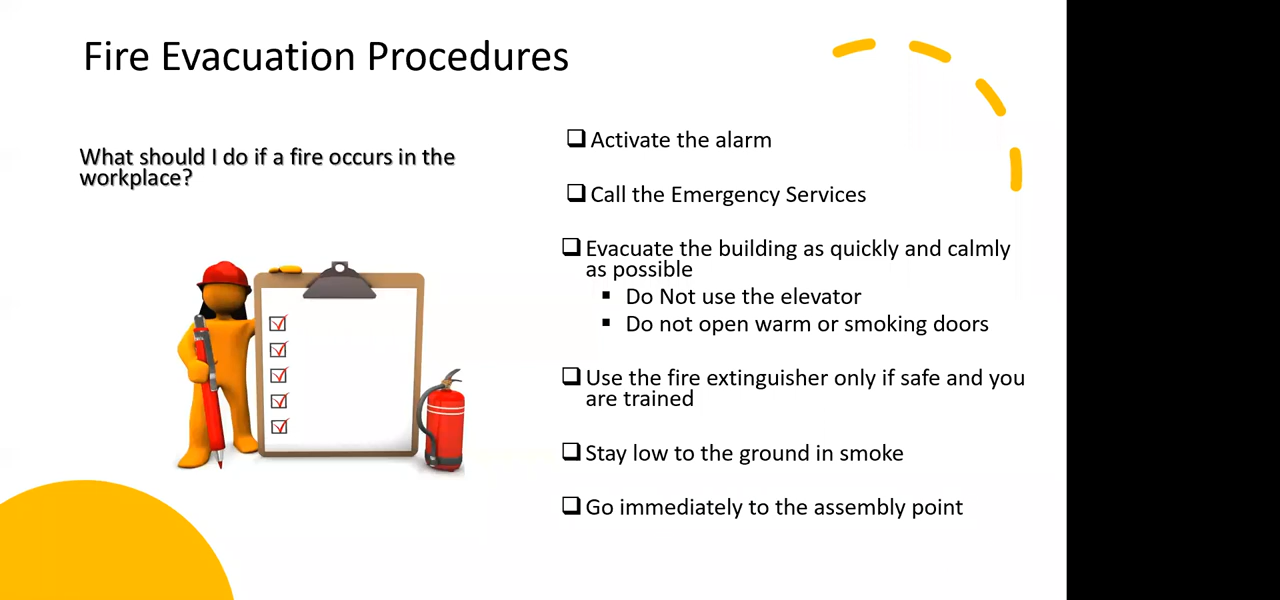 Fire Evacuation Procedures
What should I do if a fire occurs in the
workplace?
Activate the alarm
Call the Emergency Services
Evacuate the building as quickly and calmly
as possible
Do Not use the elevator
Do not open warm or smoking doors
Use the fire extinguisher only if safe and you
are trained
Stay low to the ground in smoke
Go immediately to the assembly point